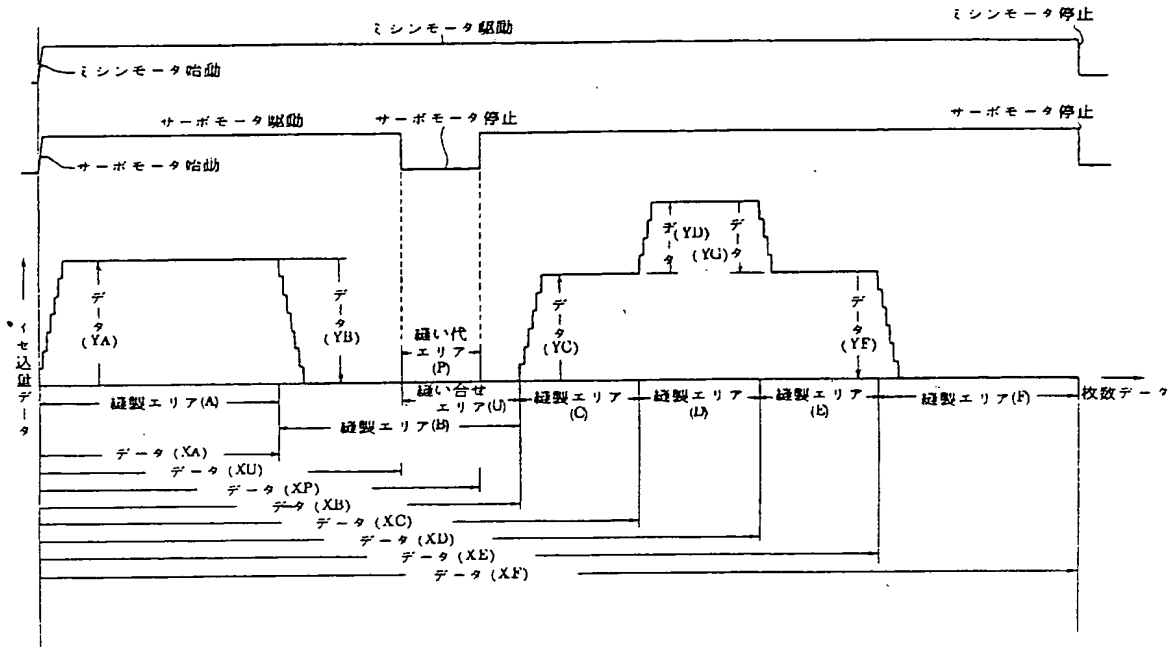 ミシンモータ駆動
ミシンモータ停止
ミシンモータ始動
サーボモータ駆動
サーボモータ停止
サーボモータ停止
サーボモータ始動
イセ込量データ
データ(YA)
データ(YB)
縫い代エリア(P)
データ(YC)
データ(YD)
データ(YG)
データ(YF)
縫製エリア(A)
縫い合せエリア(U)
縫製エリア(B)
縫製エリア(C)
縫製エリア(D)
縫製エリア(E)
縫製エリア(F)
枚数データ
データ(XA)
データ(XU)
データ(XP)
データ(XB)
データ(XC)
データ(XD)
データ(XE)
データ(XF)